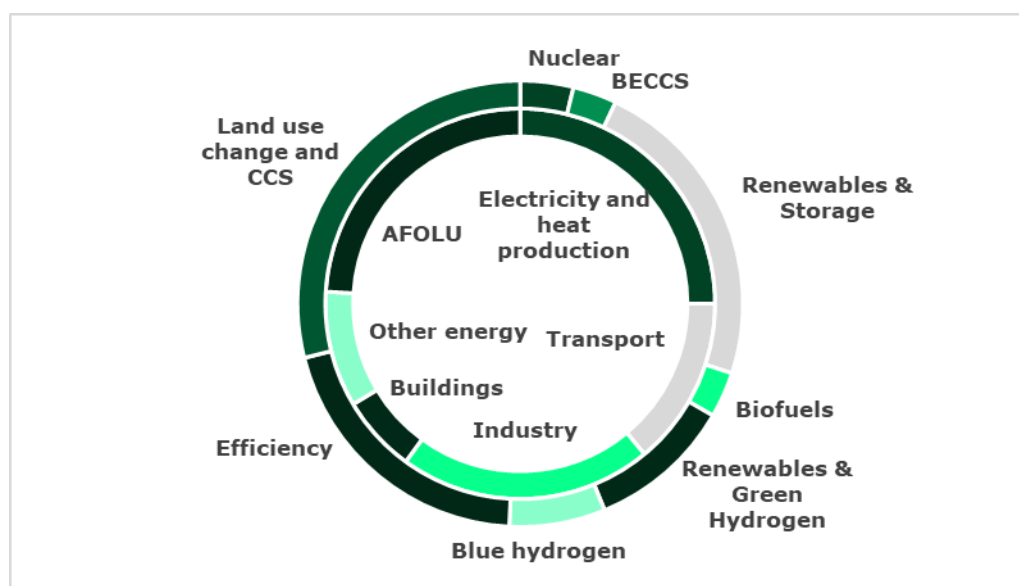 Nuclear
BECCS
Land use
change and
CCS
Renewables &
Storage
Electricity and
heat
production
AFOLU
Other energy
Transport
Buildings
Industry
Biofuels
Efficiency
Renewables &
Green
Hydrogen
Blue hydrogen